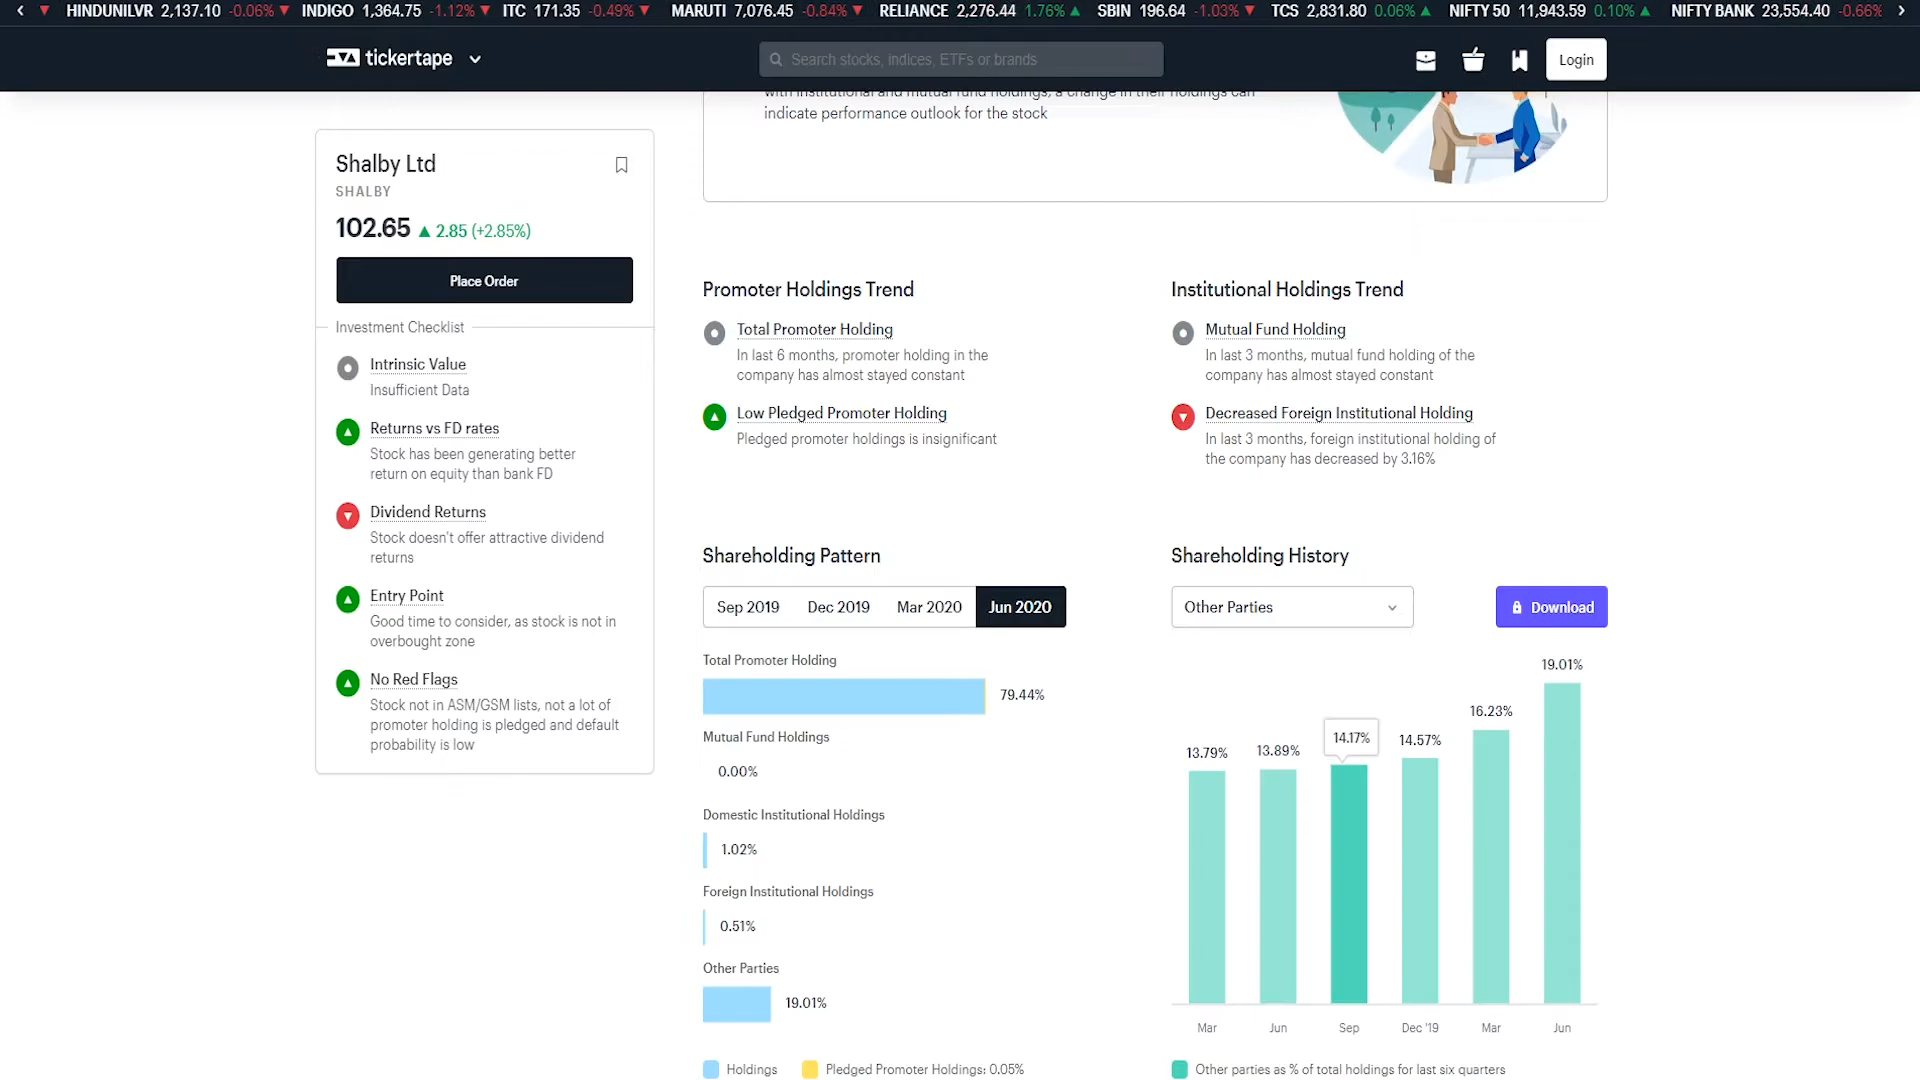 HINDUNILVR 2,137.10 -0.06% INDIGO 1,364.75 -1.12% ITC 171.35 -0.49% MARUTI 7,076.45 -0.84% RELIANCE 2,276.44 1.76% SBIN 196.64 -1.03% TCS 2,831.80 0.06% NIFTY 50 11,943.59 0.10% NIFTY BANK 23,554.40 -0.66%
tickertape
Search stocks, indices, ETFs or brands
Login
with institutional and mutual fund holdings, a change in their holdings can
indicate performance outlook for the stock
Shalby Ltd
SHALBY
102.65 2.85 (+2.85%)
Place Order
Investment Checklist
Intrinsic Value
Insufficient Data
Returns vs FD rates
Stock has been generating better
return on equity than bank FD
Dividend Returns
Stock doesn't offer attractive dividend
returns
Entry Point
Good time to consider, as stock is not in
overbought zone
No Red Flags
Stock not in ASM/GSM lists, not a lot of
promoter holding is pledged and default
probability is low
Promoter Holdings Trend
Total Promoter Holding
In last 6 months, promoter holding in the
company has almost stayed constant
Low Pledged Promoter Holding
Pledged promoter holdings is insignificant
Institutional Holdings Trend
Mutual Fund Holding
In last 3 months, mutual fund holding of the
company has almost stayed constant
Decreased Foreign Institutional Holding
In last 3 months, foreign institutional holding of
the company has decreased by 3.16%
Shareholding Pattern
Sep 2019 Dec 2019 Mar 2020 Jun 2020
Total Promoter Holding
79.44%
Mutual Fund Holdings
0.00%
Domestic Institutional Holdings
1.02%
Foreign Institutional Holdings
0.51%
Other Parties
19.01%
Holdings Pledged Promoter Holdings: 0.05%
Shareholding History
Other Parties
Download
13.79% 13.89% 14.17% 14.57% 16.23% 19.01%
Mar Jun Sep Dec '19 Mar Jun
Other parties as % of total holdings for last six quarters